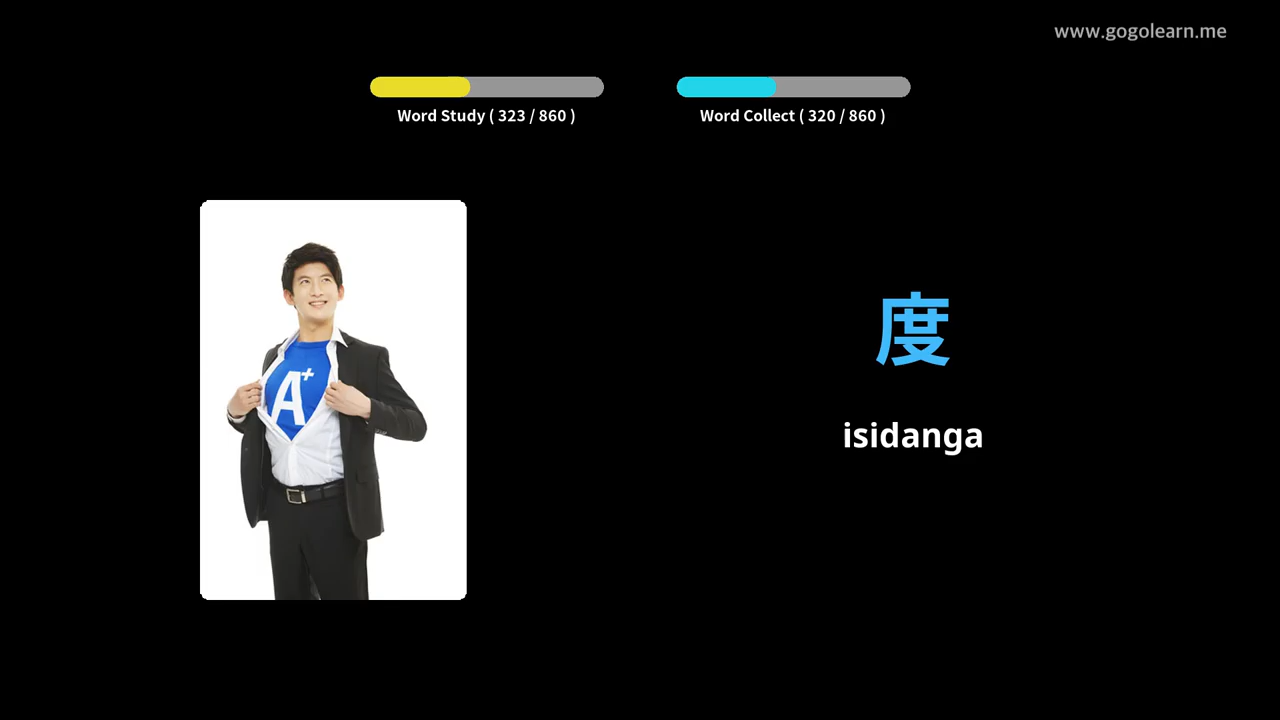 www.gogolearn.me
Word Study ( 323 / 860 )
Word Collect ( 320 / 860 )
A+
度
isidanga